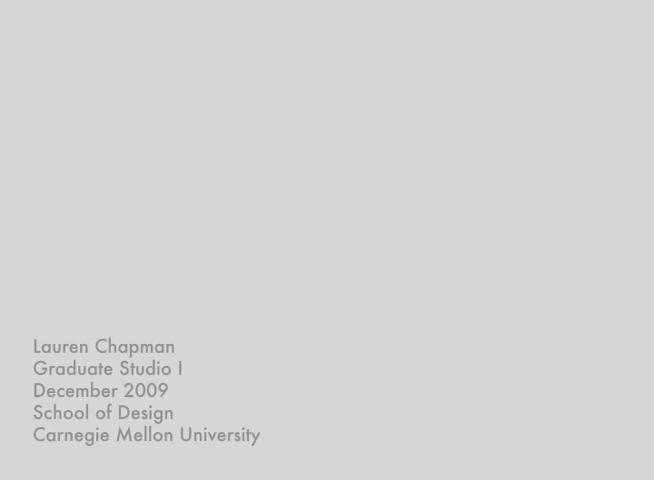 Lauren Chapman
Graduate Studio I
December 2009
School of Design
Carnegie Mellon University